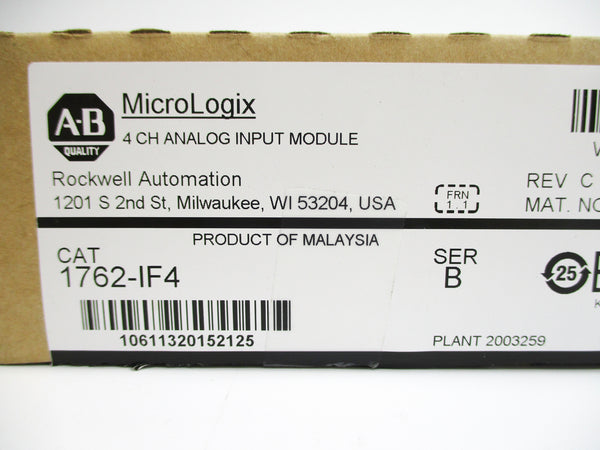 A-B
QUALITY
MicroLogix
4 CH ANALOG INPUT MODULE
Rockwell Automation
1201 S 2nd St, Milwaukee, WI 53204, USA
FRN
1.1
REV C
MAT. NO
PRODUCT OF MALAYSIA
CAT
1762-IF4
SER
B
25
10611320152125
PLANT 2003259